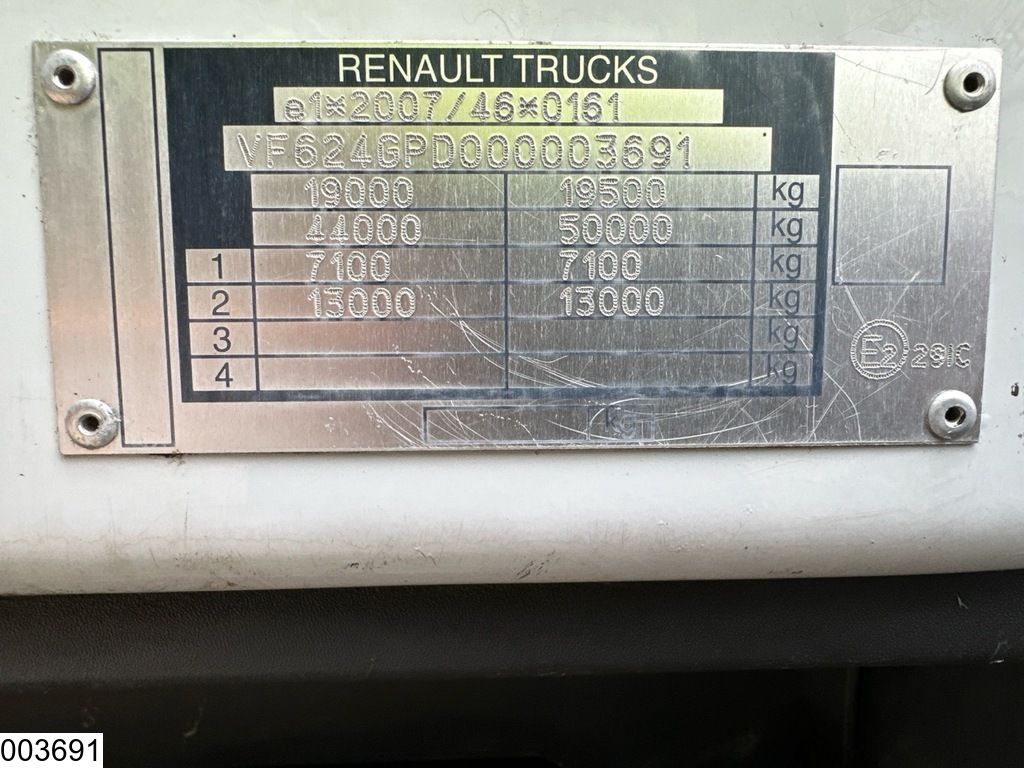 RENAULT TRUCKS
e1*2007/46*0161
VF624GPD000003691
19000 19500 kg
44000 50000 kg
1 7100 7100 kg
2 13000 13000 kg
3 kg
4 kg
E2 28IC
kg
003691